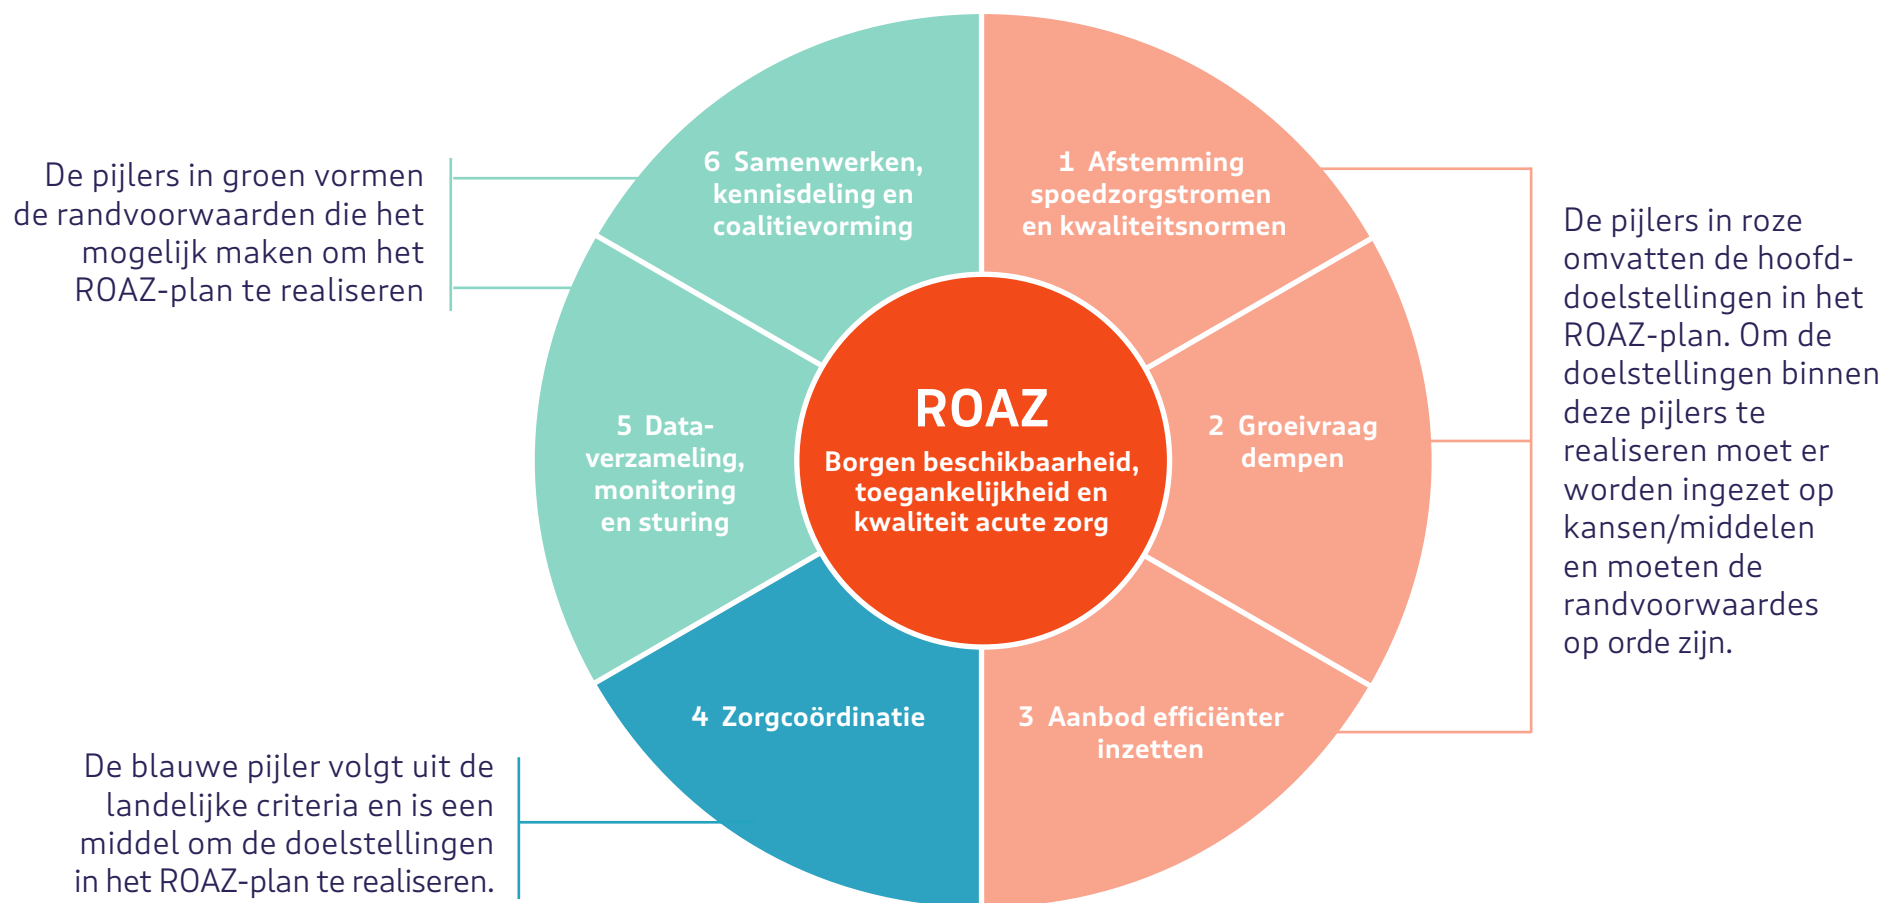 De pijlers in groen vormen
de randvoorwaarden die het
mogelijk maken om het
ROAZ-plan te realiseren
6 Samenwerken,
kennisdeling en
coalitievorming
1 Afstemming
spoedzorgstromen
en kwaliteitsnormen
De pijlers in roze
omvatten de hoofd-
doelstellingen in het
ROAZ-plan. Om de
doelstellingen binnen
deze pijlers te
realiseren moet er
worden ingezet op
kansen/middelen
en moeten de
randvoorwaardes
op orde zijn.
5 Data-
verzameling,
monitoring
en sturing
ROAZ
Borgen beschikbaarheid,
toegankelijkheid en
kwaliteit acute zorg
2 Groeivraag
dempen
4 Zorgcoördinatie
3 Aanbod efficiënter
inzetten
De blauwe pijler volgt uit de
landelijke criteria en is een
middel om de doelstellingen
in het ROAZ-plan te realiseren.